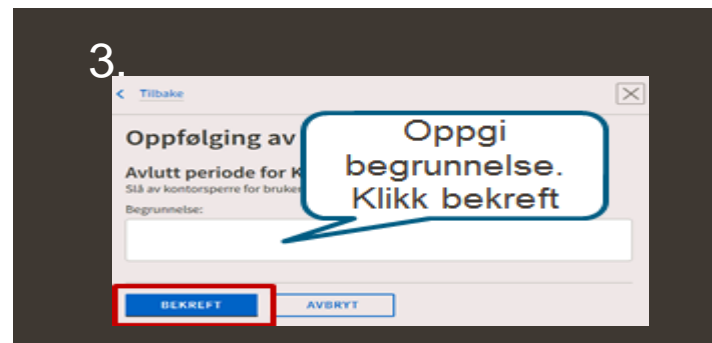 3.
Tilbake
Oppfølging av
Avlutt periode for K
Slå av kontorsperre for bruker
Begrunnelse:
Oppgi
begrunnelse.
Klikk bekreft
BEKREFT
AVBRYT